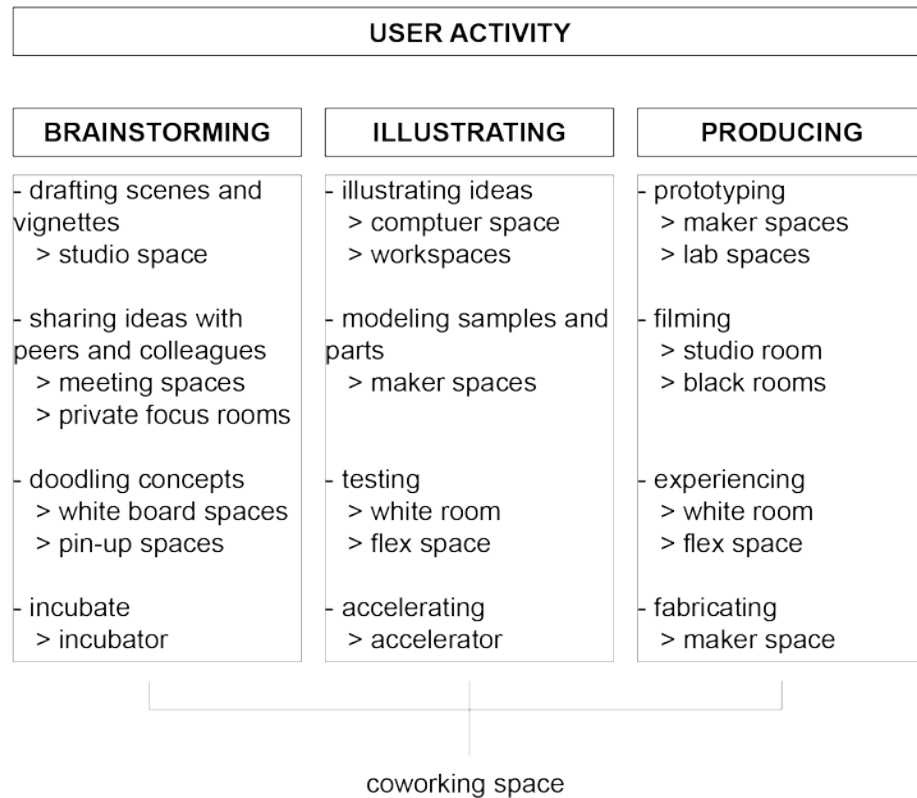 USER ACTIVITY
BRAINSTORMING
- drafting scenes and
vignettes
> studio space
- sharing ideas with
peers and colleagues
> meeting spaces
> private focus rooms
- doodling concepts
> white board spaces
> pin-up spaces
- incubate
> incubator
ILLUSTRATING
- illustrating ideas
> comptuer space
> workspaces
- modeling samples and
parts
> maker spaces
- testing
> white room
> flex space
- accelerating
> accelerator
PRODUCING
- prototyping
> maker spaces
> lab spaces
- filming
> studio room
> black rooms
- experiencing
> white room
> flex space
- fabricating
> maker space
coworking space